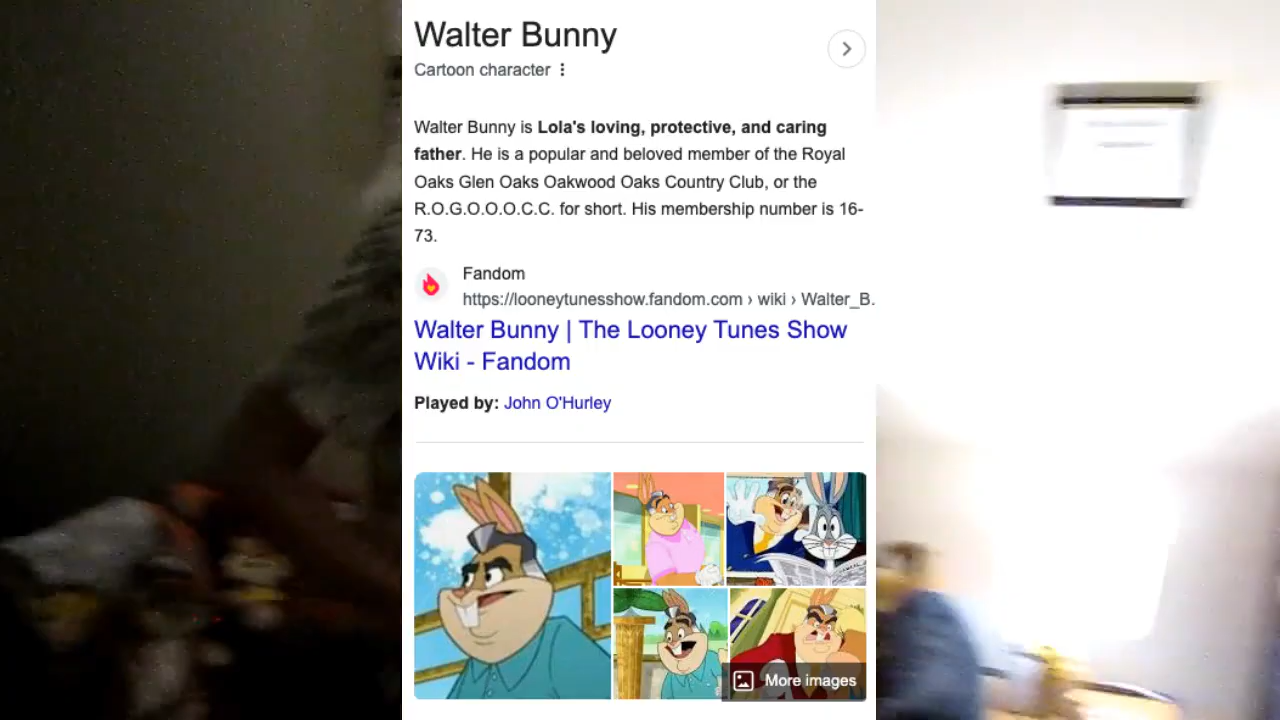 Walter Bunny
Cartoon character
Walter Bunny is Lola's loving, protective, and caring
father. He is a popular and beloved member of the Royal
Oaks Glen Oaks Oakwood Oaks Country Club, or the
R.O.G.O.O.O.C.C. for short. His membership number is 16-
73.
Fandom
https://looneytunesshow.fandom.com › wiki › Walter_B.
Walter Bunny | The Looney Tunes Show
Wiki - Fandom
Played by: John O'Hurley
More images